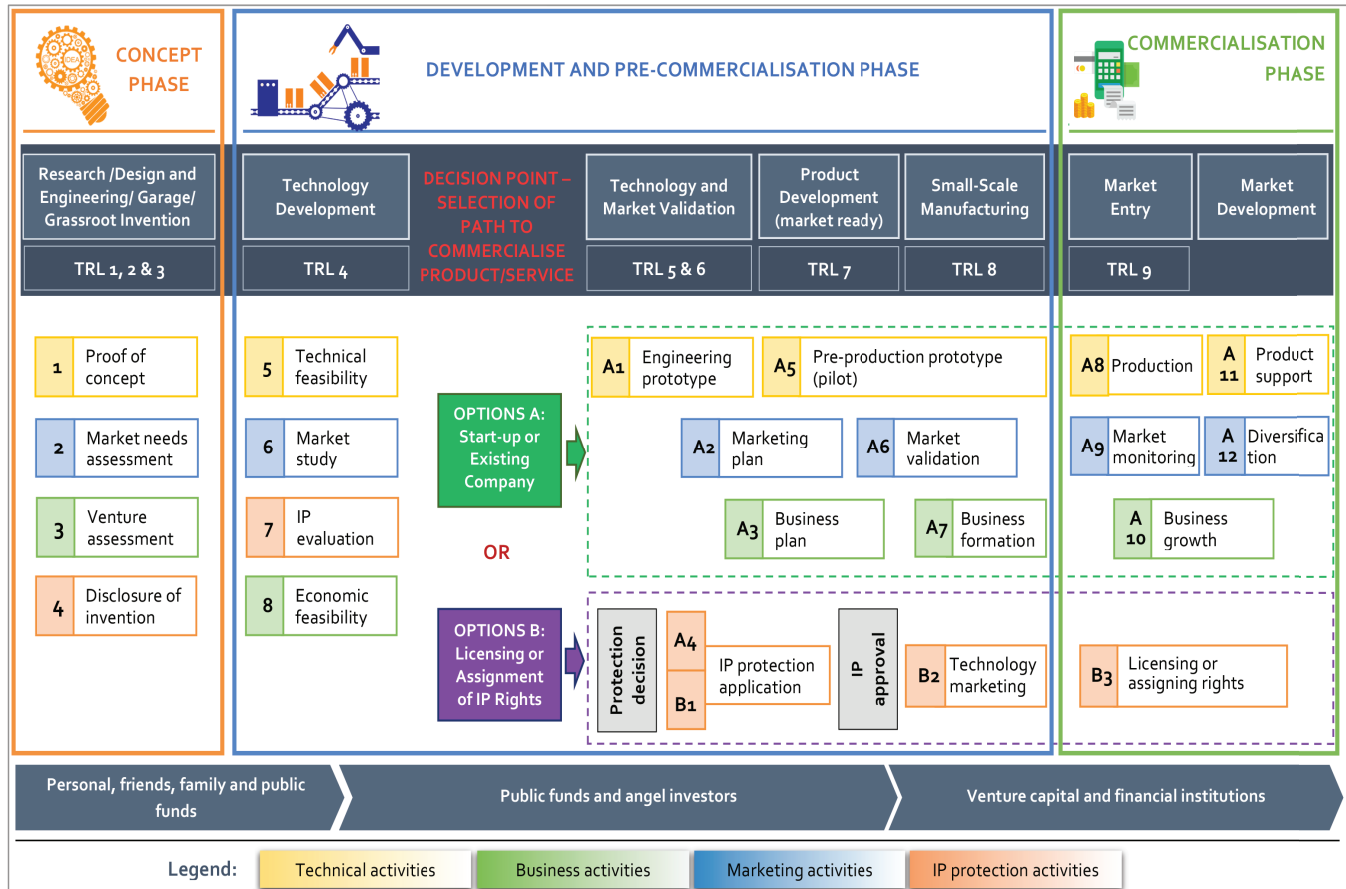 IDEA
CONCEPT
PHASE
DEVELOPMENT AND PRE-COMMERCIALISATION PHASE
COMMERCIALISATION
PHASE
Research /Design and
Engineering/ Garage/
Grassroot Invention
TRL 1, 2 & 3
Technology
Development
TRL 4
DECISION POINT –
SELECTION OF
PATH TO
COMMERCIALISE
PRODUCT/SERVICE
Technology and
Market Validation
TRL 5 & 6
Product
Development
(market ready)
TRL 7
Small-Scale
Manufacturing
TRL 8
Market
Entry
TRL 9
Market
Development
1
Proof of
concept
2
Market needs
assessment
3
Venture
assessment
4
Disclosure of
invention
5
Technical
feasibility
6
Market
study
7
IP
evaluation
8
Economic
feasibility
OPTIONS A:
Start-up or
Existing
Company
OR
OPTIONS B:
Licensing or
Assignment
of IP Rights
A1
Engineering
prototype
A5
Pre-production prototype
(pilot)
A8
Production
A
11
Product
support
A2
Marketing
plan
A6
Market
validation
A9
Market
monitoring
A
12
Diversifica
tion
A3
Business
plan
A7
Business
formation
A
10
Business
growth
Protection
decision
A4
B1
IP protection
application
IP
approval
B2
Technology
marketing
B3
Licensing or
assigning rights
Personal, friends, family and public
funds
Public funds and angel investors
Venture capital and financial institutions
Legend:
Technical activities
Business activities
Marketing activities
IP protection activities